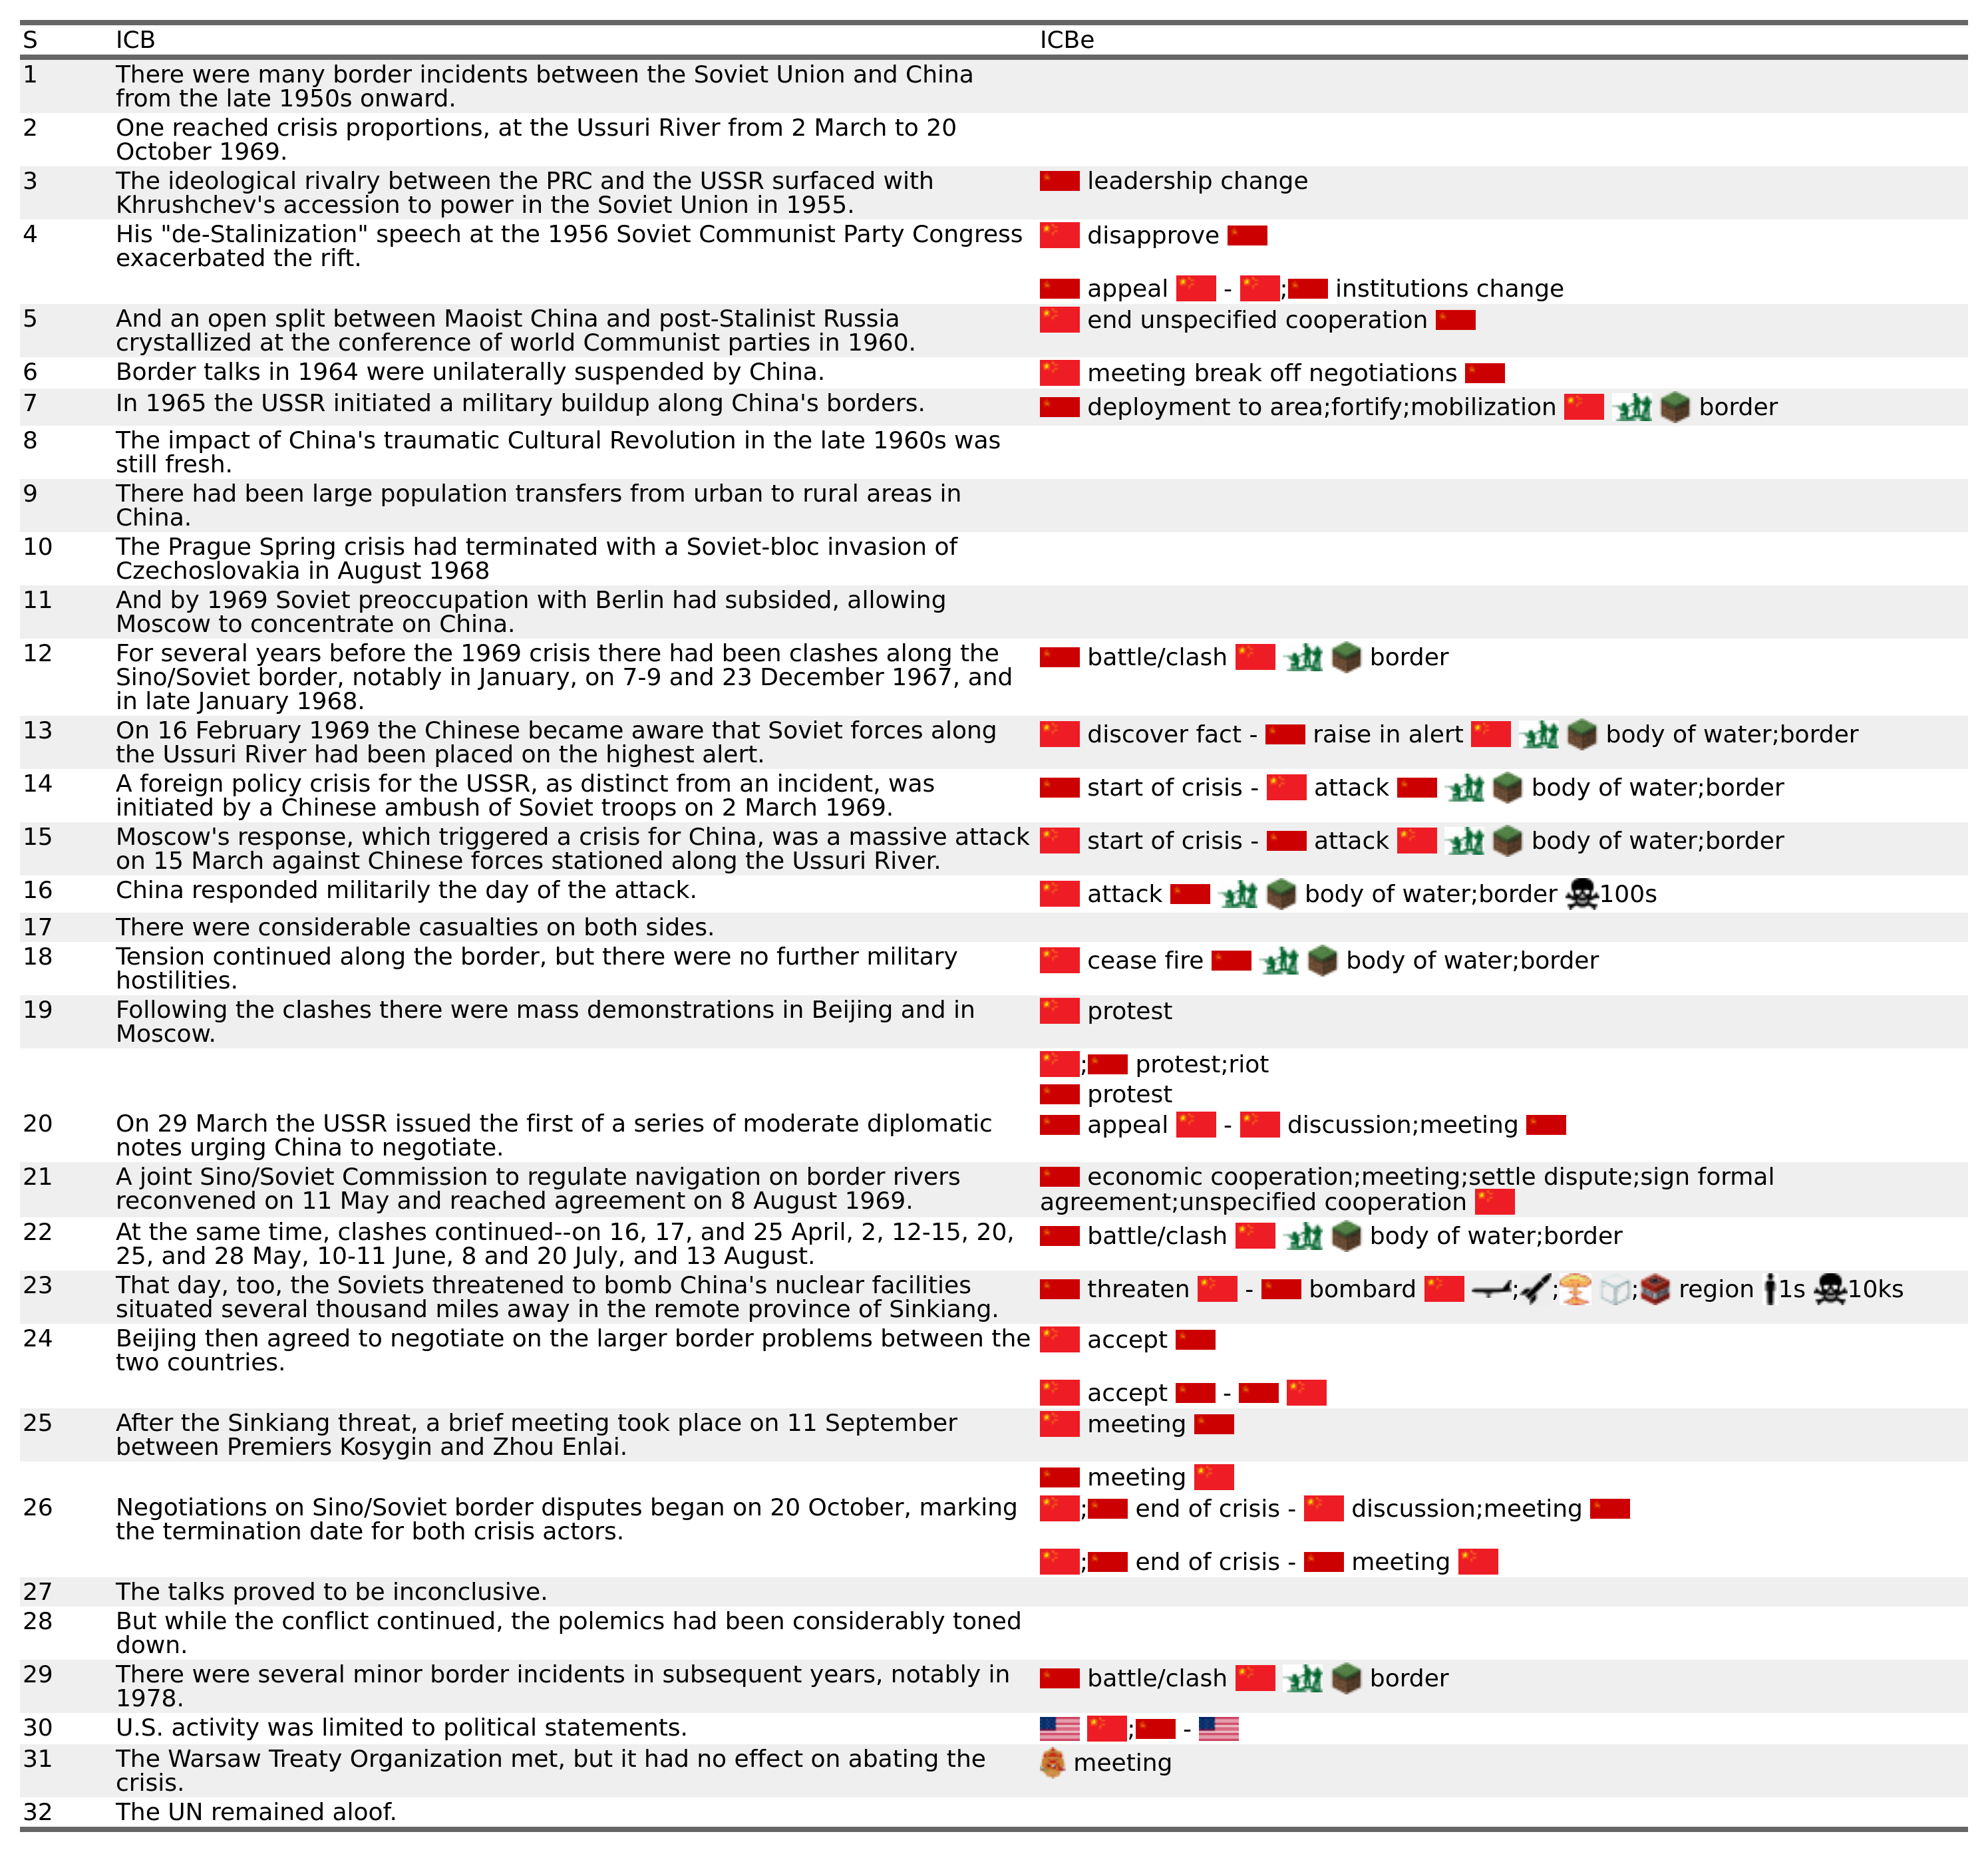 S ICB ICBe
1 There were many border incidents between the Soviet Union and China
from the late 1950s onward.
2 One reached crisis proportions, at the Ussuri River from 2 March to 20
October 1969.
3 The ideological rivalry between the PRC and the USSR surfaced with leadership change
Khrushchev's accession to power in the Soviet Union in 1955.
4 His "de-Stalinization" speech at the 1956 Soviet Communist Party Congress disapprove
exacerbated the rift.
appeal - ; institutions change
5 And an open split between Maoist China and post-Stalinist Russia end unspecified cooperation
crystallized at the conference of world Communist parties in 1960.
6 Border talks in 1964 were unilaterally suspended by China. meeting break off negotiations
7 In 1965 the USSR initiated a military buildup along China's borders. deployment to area;fortify;mobilization border
8 The impact of China's traumatic Cultural Revolution in the late 1960s was
still fresh.
9 There had been large population transfers from urban to rural areas in
China.
10 The Prague Spring crisis had terminated with a Soviet-bloc invasion of
Czechoslovakia in August 1968
11 And by 1969 Soviet preoccupation with Berlin had subsided, allowing
Moscow to concentrate on China.
12 For several years before the 1969 crisis there had been clashes along the battle/clash border
Sino/Soviet border, notably in January, on 7-9 and 23 December 1967, and
in late January 1968.
13 On 16 February 1969 the Chinese became aware that Soviet forces along discover fact - raise in alert body of water;border
the Ussuri River had been placed on the highest alert.
14 A foreign policy crisis for the USSR, as distinct from an incident, was start of crisis - attack body of water;border
initiated by a Chinese ambush of Soviet troops on 2 March 1969.
15 Moscow's response, which triggered a crisis for China, was a massive attack start of crisis - attack body of water;border
on 15 March against Chinese forces stationed along the Ussuri River.
16 China responded militarily the day of the attack. attack body of water;border 100s
17 There were considerable casualties on both sides.
18 Tension continued along the border, but there were no further military cease fire body of water;border
hostilities.
19 Following the clashes there were mass demonstrations in Beijing and in protest
Moscow.
; protest;riot
protest
20 On 29 March the USSR issued the first of a series of moderate diplomatic appeal - discussion;meeting
notes urging China to negotiate.
21 A joint Sino/Soviet Commission to regulate navigation on border rivers economic cooperation;meeting;settle dispute;sign formal
reconvened on 11 May and reached agreement on 8 August 1969. agreement;unspecified cooperation
22 At the same time, clashes continued--on 16, 17, and 25 April, 2, 12-15, 20, battle/clash body of water;border
25, and 28 May, 10-11 June, 8 and 20 July, and 13 August.
23 That day, too, the Soviets threatened to bomb China's nuclear facilities threaten - bombard ; ; ; region 1s 10ks
situated several thousand miles away in the remote province of Sinkiang.
24 Beijing then agreed to negotiate on the larger border problems between the accept
two countries.
accept -
25 After the Sinkiang threat, a brief meeting took place on 11 September meeting
between Premiers Kosygin and Zhou Enlai.
meeting
26 Negotiations on Sino/Soviet border disputes began on 20 October, marking ; end of crisis - discussion;meeting
the termination date for both crisis actors.
; end of crisis - meeting
27 The talks proved to be inconclusive.
28 But while the conflict continued, the polemics had been considerably toned
down.
29 There were several minor border incidents in subsequent years, notably in battle/clash border
1978.
30 U.S. activity was limited to political statements. ; -
31 The Warsaw Treaty Organization met, but it had no effect on abating the meeting
crisis.
32 The UN remained aloof.